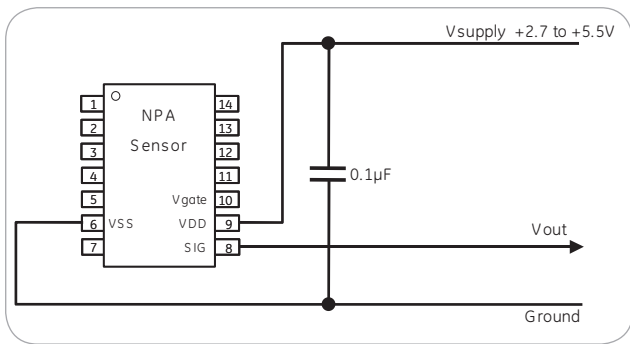 Vsupply +2.7 to +5.5V
1
14
NPA
2
13
Sensor
3
12
4
11
0.1µF
5
Vgate
10
6
VSS
VDD
9
7
SIG
8
Vout
Ground